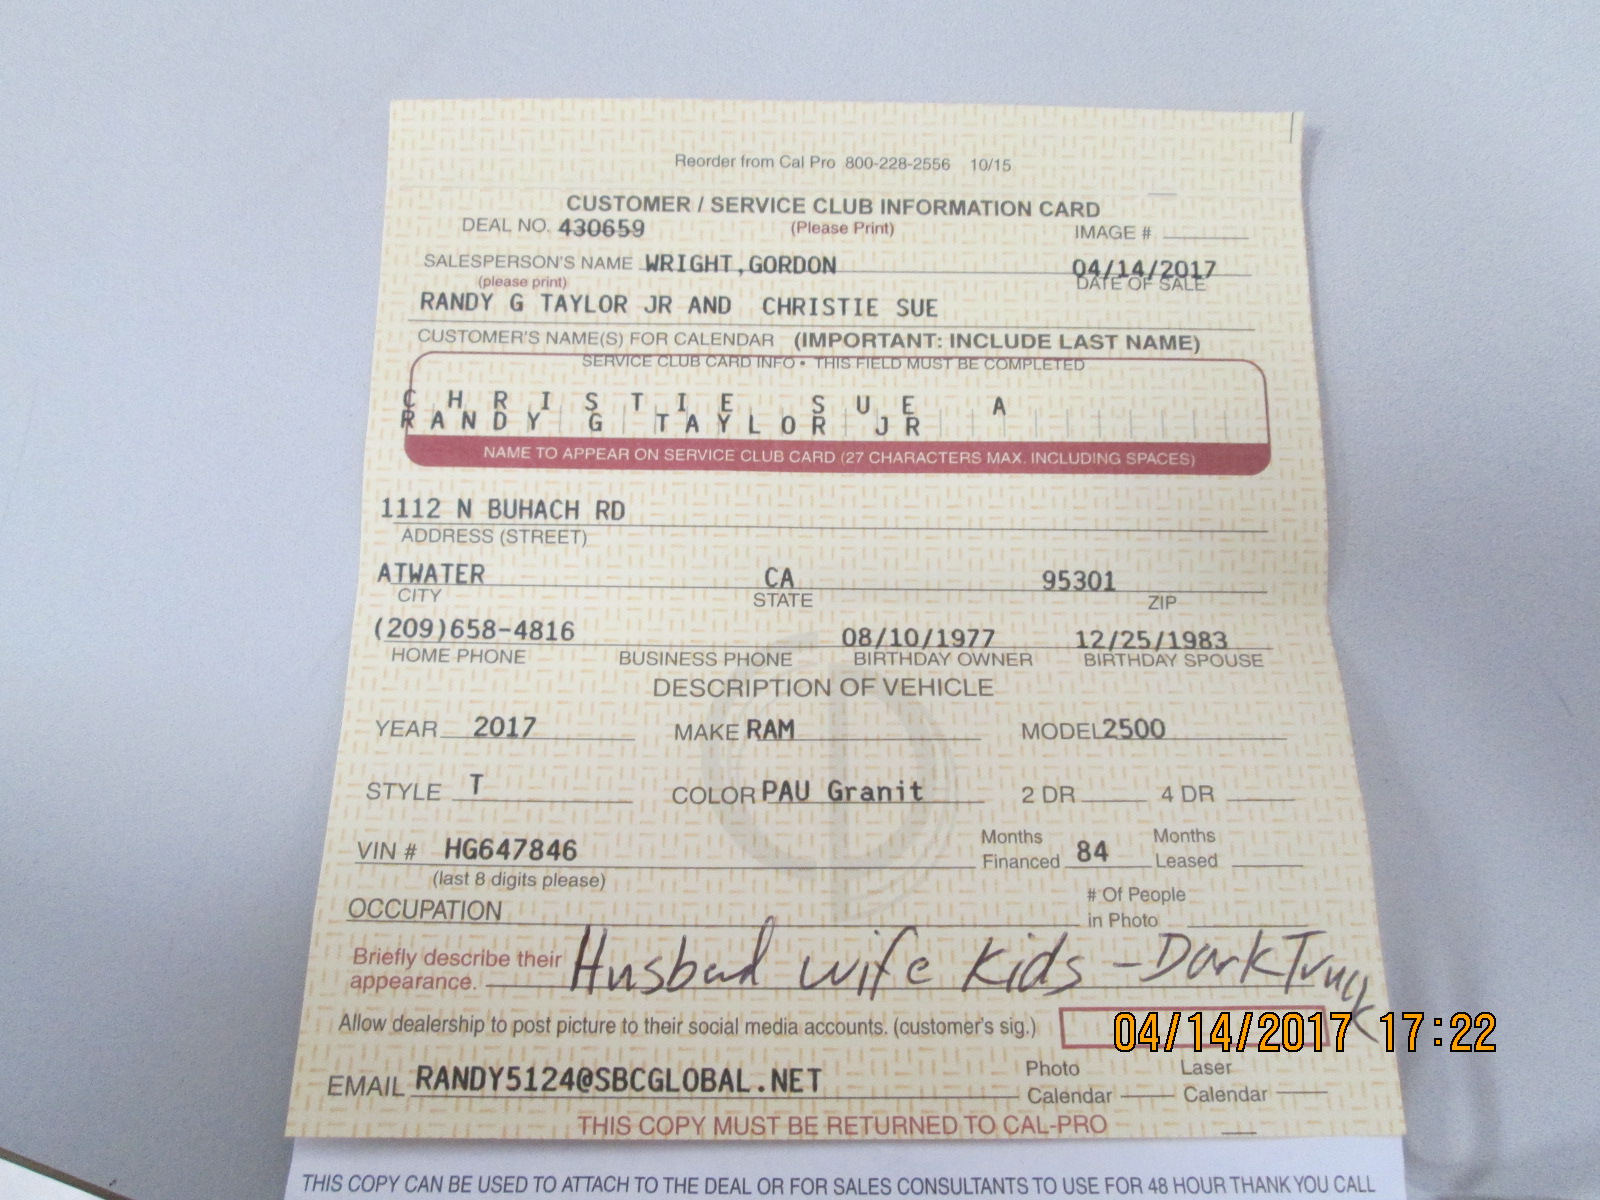 Reorder from Cal Pro 800-228-2556 10/15
CUSTOMER / SERVICE CLUB INFORMATION CARD
DEAL NO. 430659 (Please Print) IMAGE #
SALESPERSON'S NAME WRIGHT,GORDON 04/14/2017
(please print) DATE OF SALE
RANDY G TAYLOR JR AND CHRISTIE SUE
CUSTOMER'S NAME(S) FOR CALENDAR (IMPORTANT: INCLUDE LAST NAME)
SERVICE CLUB CARD INFO • THIS FIELD MUST BE COMPLETED
C H R I S T I E S U E A
R A N D Y G T A Y L O R J R
NAME TO APPEAR ON SERVICE CLUB CARD (27 CHARACTERS MAX. INCLUDING SPACES)
1112 N BUHACH RD
ADDRESS (STREET)
ATWATER CA 95301
CITY STATE ZIP
(209)658-4816 08/10/1977 12/25/1983
HOME PHONE BUSINESS PHONE BIRTHDAY OWNER BIRTHDAY SPOUSE
DESCRIPTION OF VEHICLE
YEAR 2017 MAKE RAM MODEL 2500
STYLE T COLOR PAU Granit 2 DR 4 DR
VIN # HG647846 Months Financed 84 Months Leased
(last 8 digits please)
OCCUPATION # Of People in Photo
Briefly describe their appearance. Husbad wife Kids - Dark Truck
Allow dealership to post picture to their social media accounts. (customer's sig.)
04/14/2017 17:22
EMAIL RANDY5124@SBCGLOBAL.NET Photo Calendar Laser Calendar
THIS COPY MUST BE RETURNED TO CAL-PRO
THIS COPY CAN BE USED TO ATTACH TO THE DEAL OR FOR SALES CONSULTANTS TO USE FOR 48 HOUR THANK YOU CALL